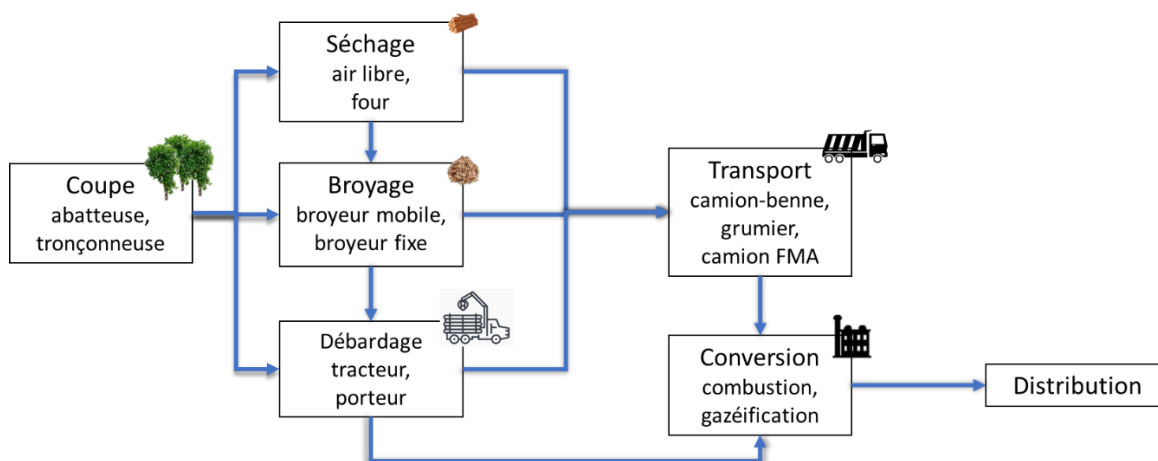 Coupe
abatteuse,
tronçonneuse
Séchage
air libre,
four
Broyage
broyeur mobile,
broyeur fixe
Débardage
tracteur,
porteur
Transport
camion-benne,
grumier,
camion FMA
Conversion
combustion,
gazéification
Distribution